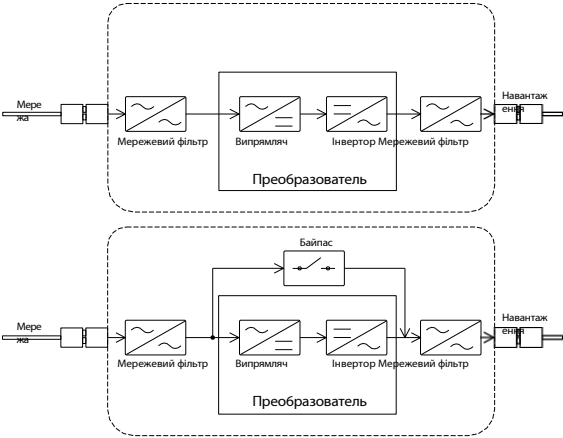 Мере
жа
Навантаж
ення
Мережевий фільтр
Випрямляч
Інвертор
Мережевий фільтр
Преобразователь
Байпас
Мере
жа
Навантаж
ення
Мережевий фільтр
Випрямляч
Інвертор
Мережевий фільтр
Преобразователь